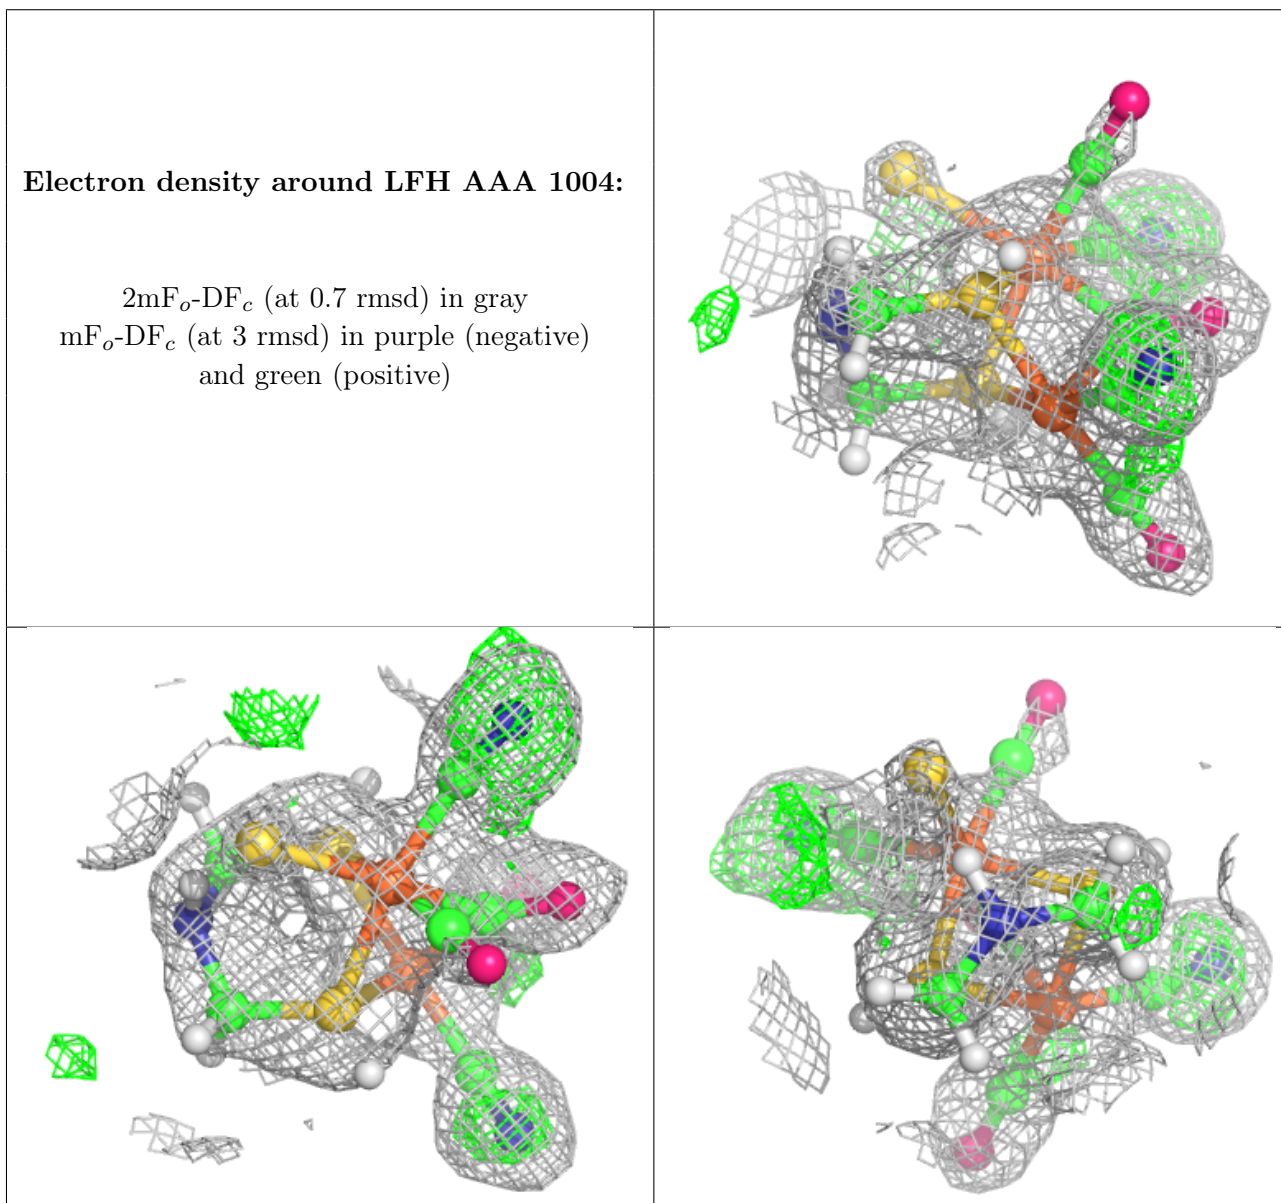 Electron density around LFH AAA 1004:
2mFₒ-DF𝒸 (at 0.7 rmsd) in gray
mFₒ-DF𝒸 (at 3 rmsd) in purple (negative)
and green (positive)